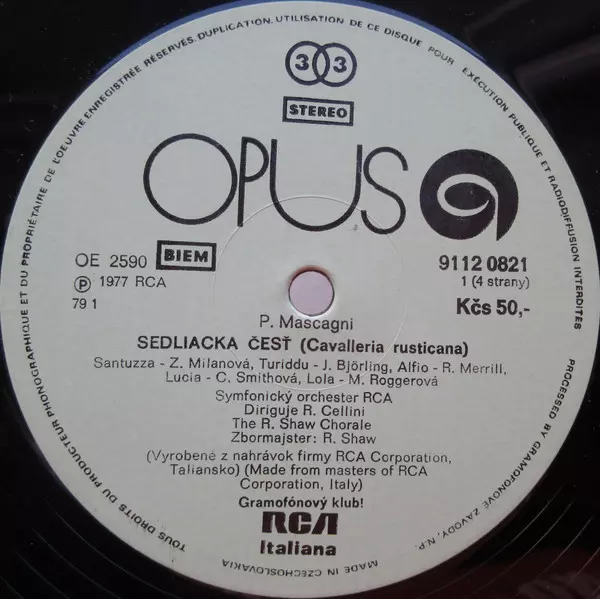 TOUS DROITS DU PRODUCTEUR PHONOGRAPHIQUE ET DU PROPRIÉTAIRE DE L'OEUVRE ENREGISTRÉE RÉSERVÉS. DUPLICATION, UTILISATION DE CE DISQUE POUR EXÉCUTION PUBLIQUE ET RADIODIFFUSION INTERDITES
33
STEREO
OPUS
OE 2590 BIEM
℗ 1977 RCA
79 1
9112 0821
1 (4 strany)
Kčs 50,-
P. Mascagni
SEDLIACKA ČESŤ (Cavalleria rusticana)
Santuzza - Z. Milanová, Turiddu - J. Björling, Alfio - R. Merrill,
Lucia - C. Smithová, Lola - M. Roggerová
Symfonický orchester RCA
Diriguje R. Cellini
The R. Shaw Chorale
Zbormajster: R. Shaw
(Vyrobené z nahrávok firmy RCA Corporation,
Taliansko) (Made from masters of RCA
Corporation, Italy)
Gramofónový klub!
RCA
Italiana
MADE IN CZECHOSLOVAKIA
PROCESSED BY GRAMOFONOVÉ ZÁVODY, N.P.